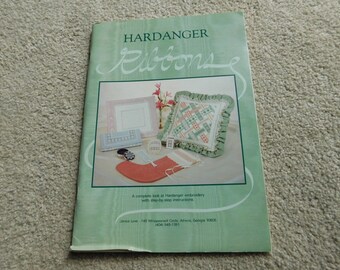 HARDANGER
Ribbons
A complete look at Hardanger embroidery
with step-by-step instructions